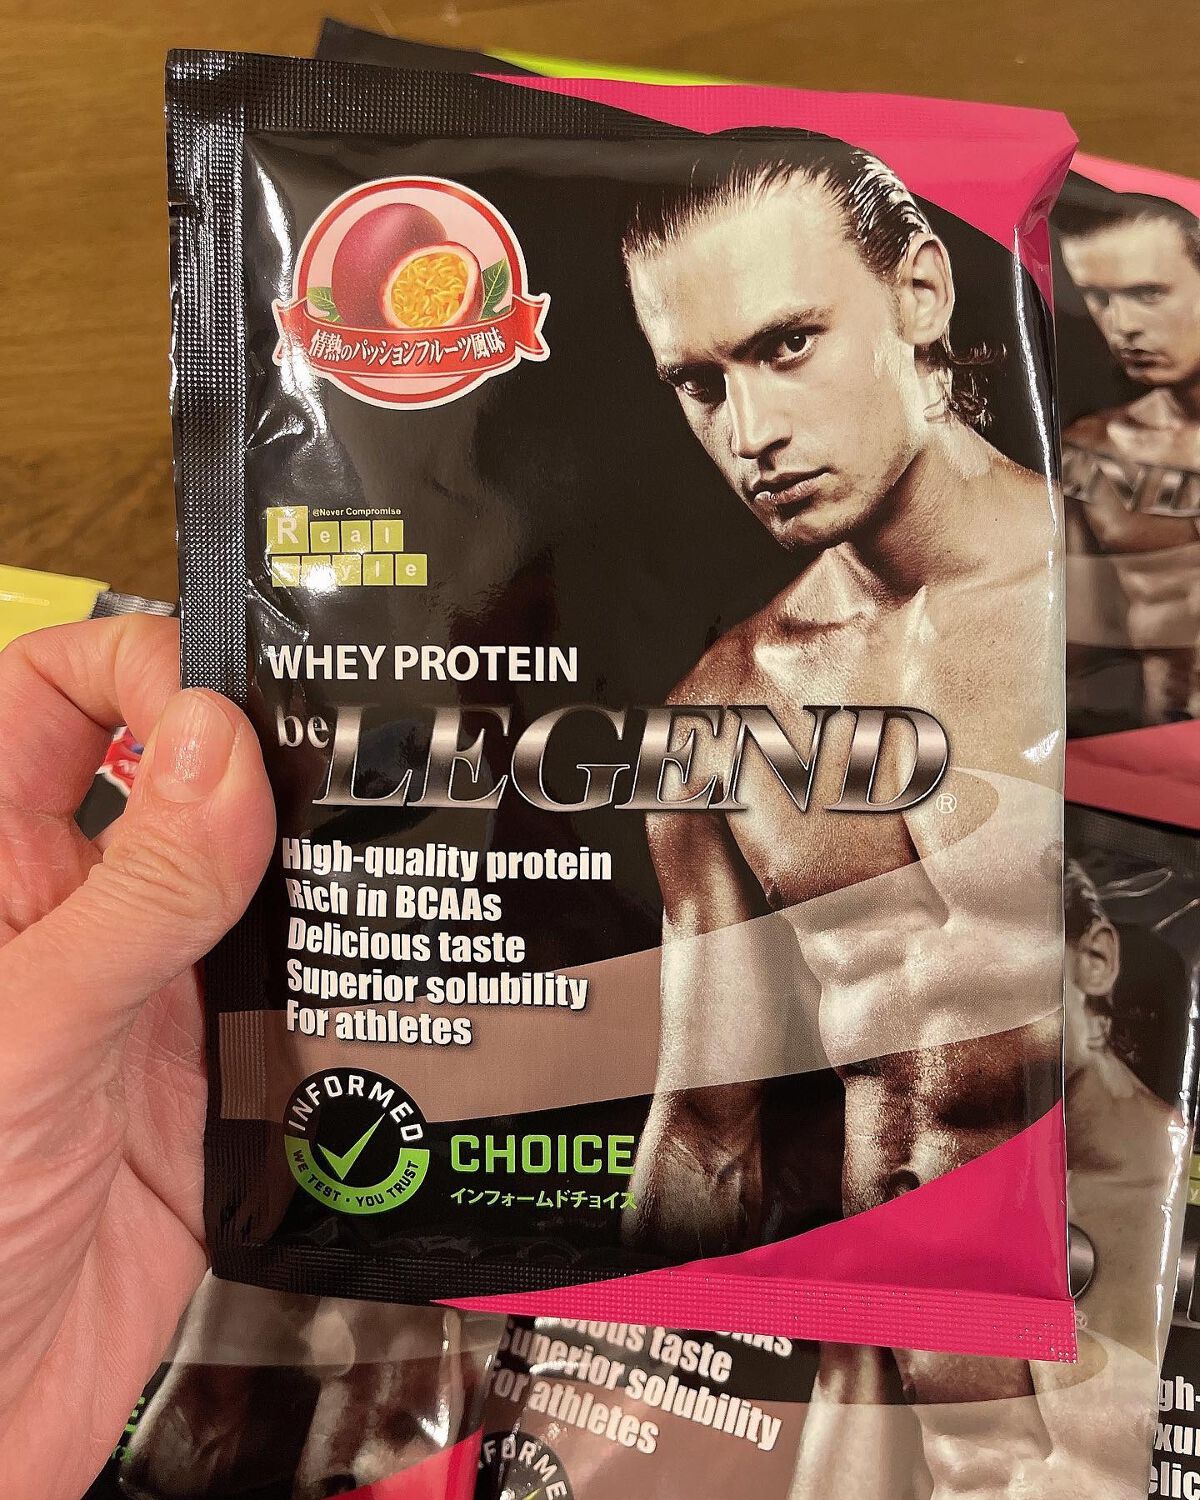 情熱のパッションフルーツ風味
@Never Compromise
Real
Style
WHEY PROTEIN
be LEGEND®
High-quality protein
Rich in BCAAs
Delicious taste
Superior solubility
For athletes
INFORMED
WE TEST · YOU TRUST
CHOICE
インフォームドチョイス
taste
Superior solubility
For athletes